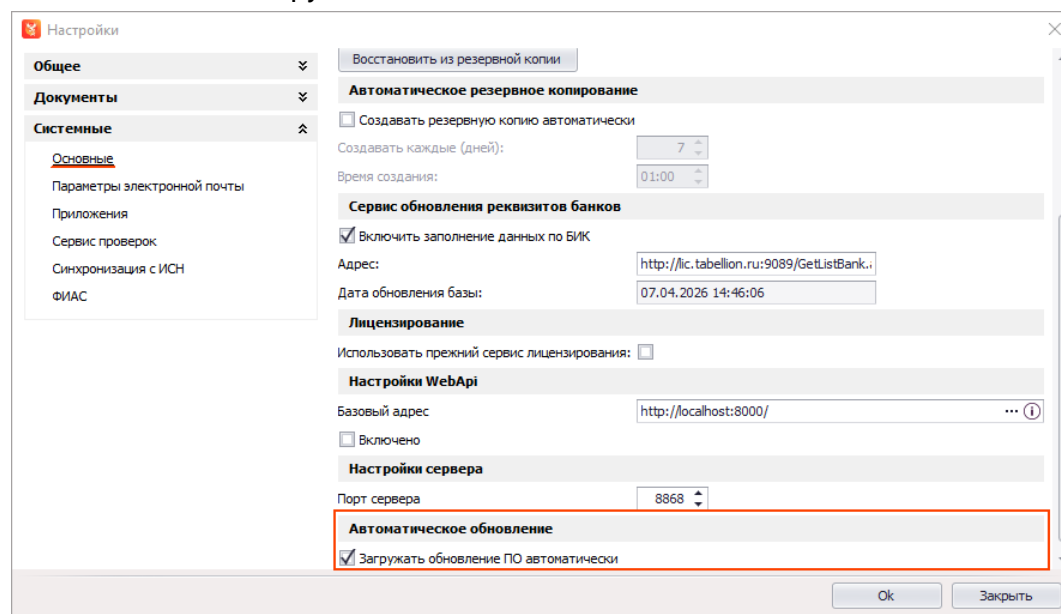 Настройки
Общее
Документы
Системные
Основные
Параметры электронной почты
Приложения
Сервис проверок
Синхронизация с ИСН
ФИАС
Восстановить из резервной копии
Автоматическое резервное копирование
Создавать резервную копию автоматически
Создавать каждые (дней): 7
Время создания: 01:00
Сервис обновления реквизитов банков
Включить заполнение данных по БИК
Адрес: http://lic.tabellion.ru:9089/GetListBank.
Дата обновления базы: 07.04.2026 14:46:06
Лицензирование
Использовать прежний сервис лицензирования:
Настройки WebApi
Базовый адрес http://localhost:8000/ ...
Включено
Настройки сервера
Порт сервера 8868
Автоматическое обновление
Загружать обновление ПО автоматически
Ok Закрыть